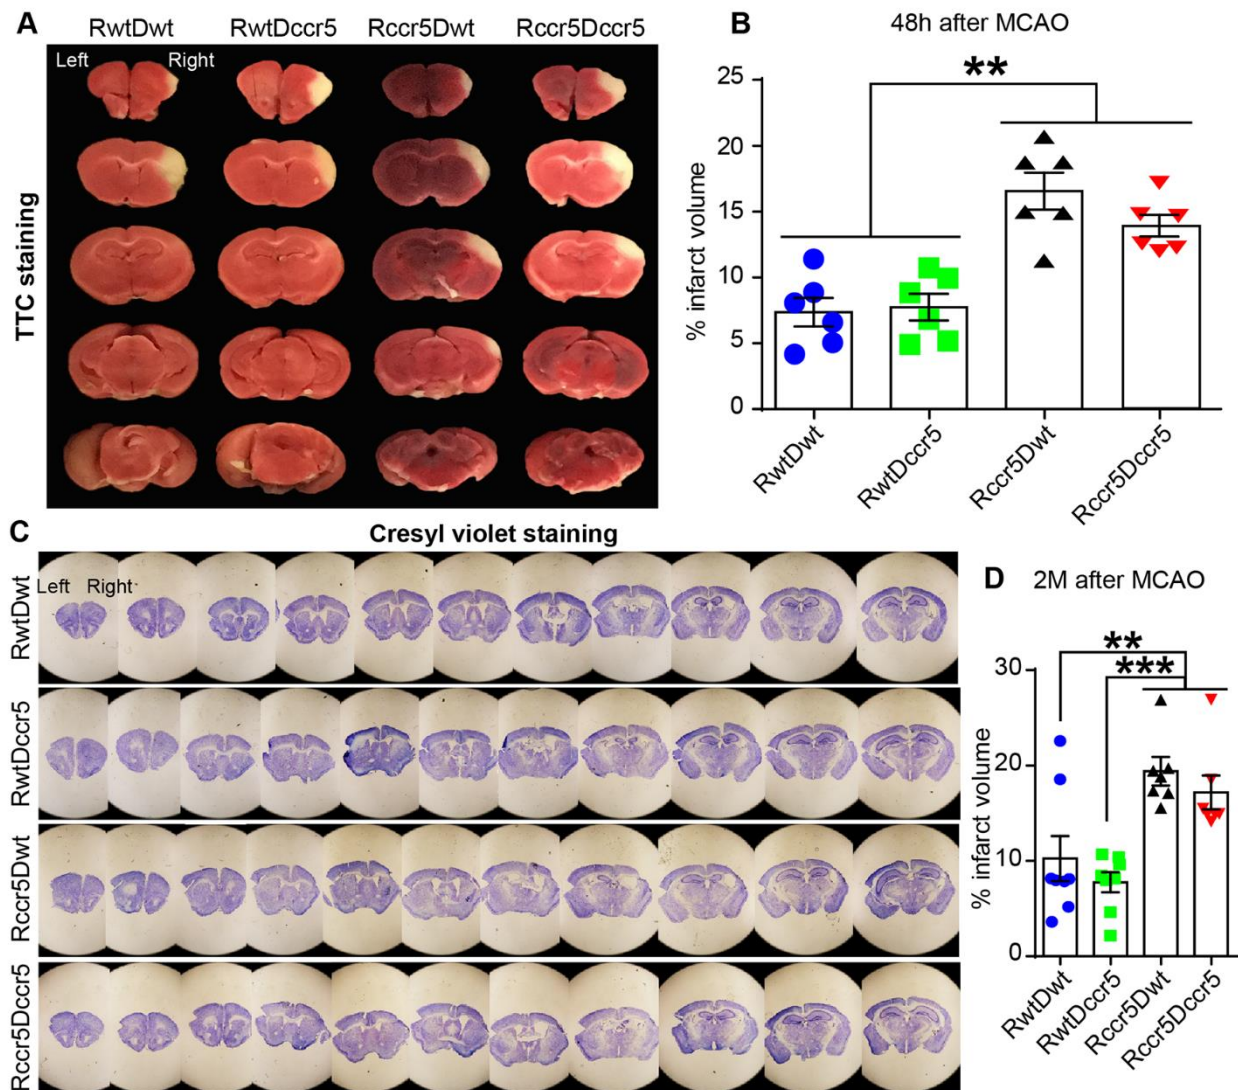 A
RwtDwt RwtDccr5 Rccr5Dwt Rccr5Dccr5
Left Right
TTC staining
B
48h after MCAO
**
% infarct volume
25
20
15
10
5
0
RwtDwt
RwtDccr5
Rccr5Dwt
Rccr5Dccr5
C
Cresyl violet staining
Left Right
RwtDwt
RwtDccr5
Rccr5Dwt
Rccr5Dccr5
D
2M after MCAO
**
***
% infarct volume
30
20
10
0
RwtDwt
RwtDccr5
Rccr5Dwt
Rccr5Dccr5